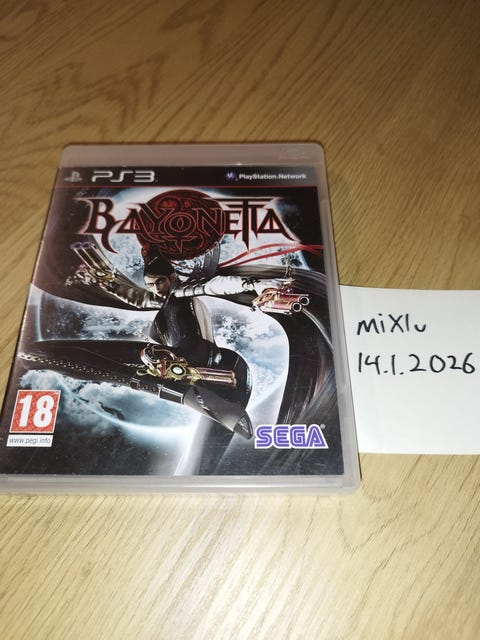 PS3
PlayStation Network
BAYONETTA
miXlu
14.1.2026
18
www.pegi.info
SEGA